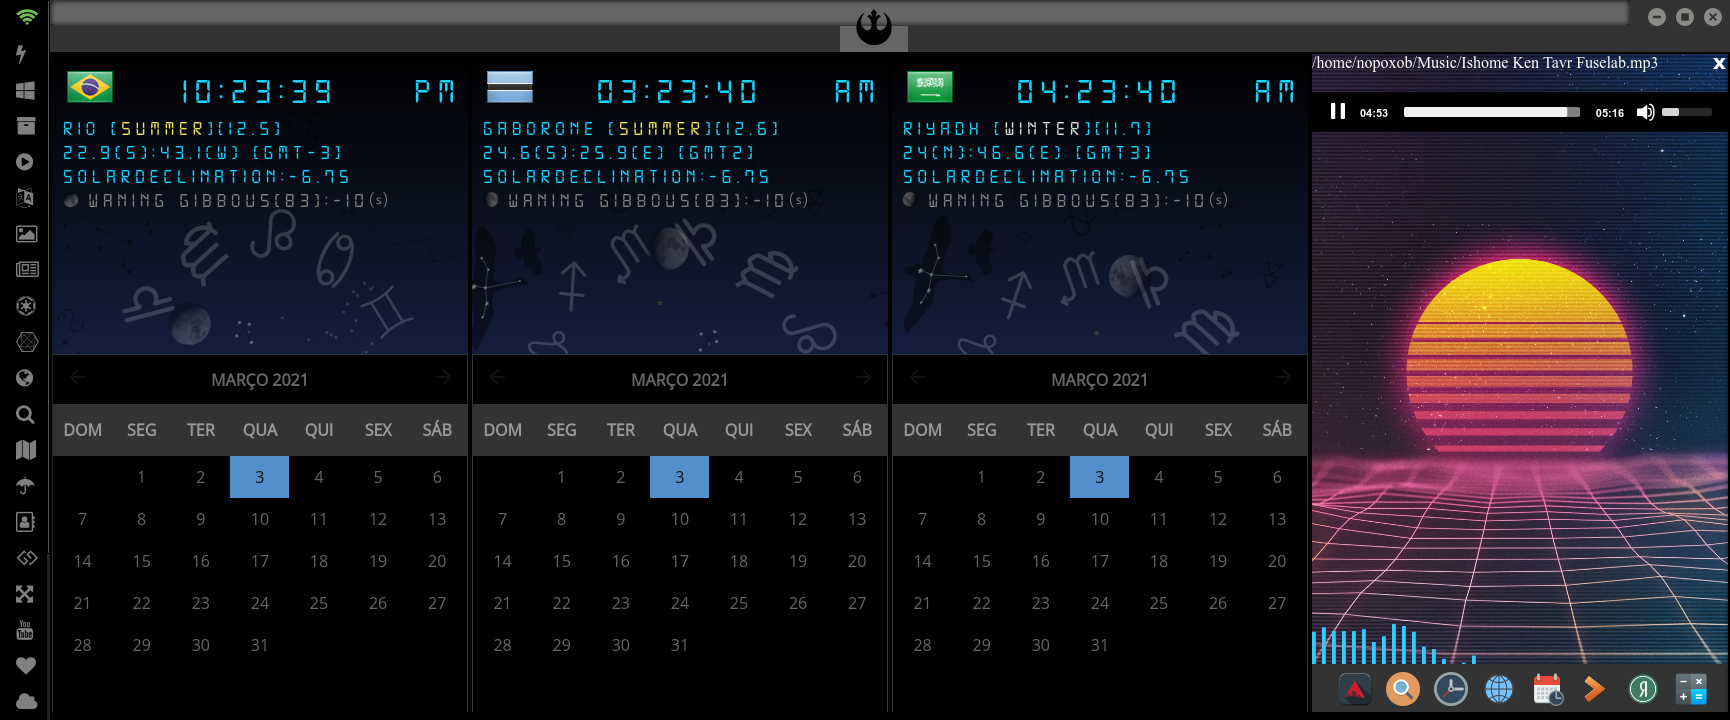 10:23:39 PM
RIO [SUMMER][12.5]
22.9(S):43.1(W) [GMT-3]
SOLARDECLINATION:-6.75
WANING GIBBOUS[83]:-10(s)
03:23:40 AM
GABORONE [SUMMER][12.6]
24.6(S):25.9(E) [GMT2]
SOLARDECLINATION:-6.75
WANING GIBBOUS[83]:-10(s)
04:23:40 AM
RIYADH [WINTER][11.7]
24(N):46.6(E) [GMT3]
SOLARDECLINATION:-6.75
WANING GIBBOUS[83]:-10(s)
/home/nopoxob/Music/Ishome Ken Tavr Fuselab.mp3 x
04:53 05:16
MARÇO 2021
DOM SEG TER QUA QUI SEX SÁB
1 2 3 4 5 6
7 8 9 10 11 12 13
14 15 16 17 18 19 20
21 22 23 24 25 26 27
28 29 30 31
MARÇO 2021
DOM SEG TER QUA QUI SEX SÁB
1 2 3 4 5 6
7 8 9 10 11 12 13
14 15 16 17 18 19 20
21 22 23 24 25 26 27
28 29 30 31
MARÇO 2021
DOM SEG TER QUA QUI SEX SÁB
1 2 3 4 5 6
7 8 9 10 11 12 13
14 15 16 17 18 19 20
21 22 23 24 25 26 27
28 29 30 31
You
Tube
Я